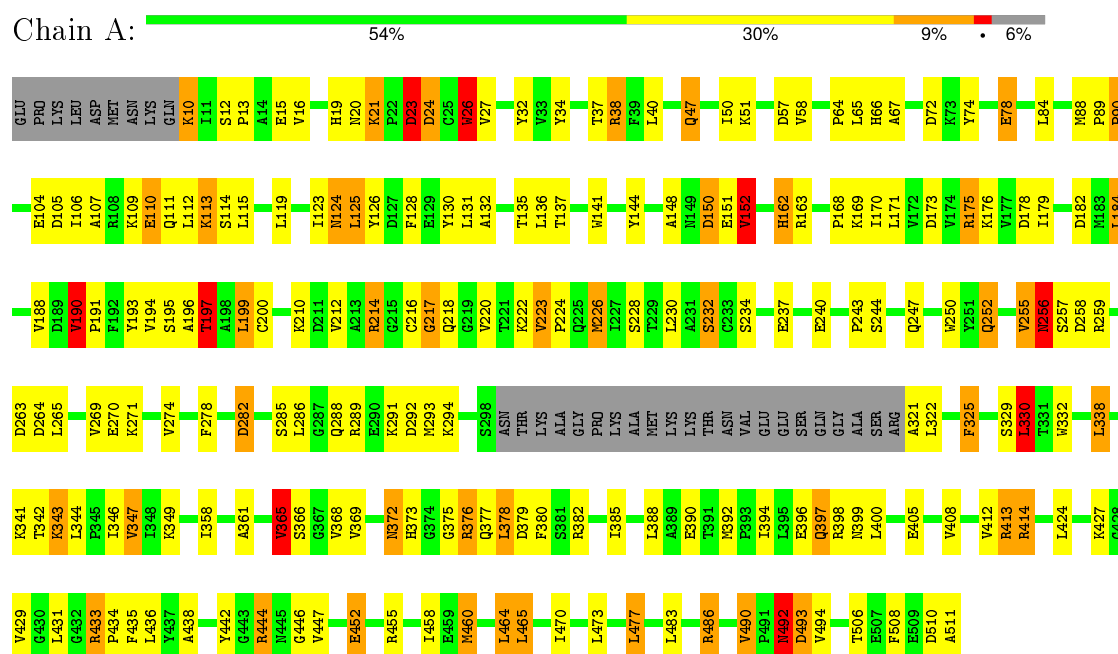 Chain A:
54% 30% 9% • 6%
GLU PRO LYS LEU ASP MET ASN LYS GLN K10 I11 S12 P13 A14 E15 V16 H19 N20 K21 P22 D23 D24 C25 W26 V27 Y32 V33 Y34 T37 R38 F39 L40 Q47 I50 K51 D57 V58 P64 L65 H66 A67 D72 K73 Y74 E78 L84 M88 P89
E104 D105 I106 A107 R108 K109 E110 Q111 L112 K113 S114 L115 L119 I123 N124 L125 Y126 D127 F128 E129 Y130 L131 A132 T135 L136 T137 W141 Y144 A148 N149 D150 E151 V152 H162 R163 P168 K169 I170 L171 V172 D173 V174 R175 K176 V177 D178 I179 D182 M183
V188 D189 V190 P191 F192 Y193 V194 S195 A196 T197 A198 L199 C200 K210 D211 V212 A213 R214 G215 C216 G217 Q218 G219 V220 T221 K222 V223 P224 Q225 M226 I227 S228 T229 L230 A231 S232 C233 S234 E237 E240 P243 S244 Q247 W250 Y251 Q252 V255 N256 S257 D258 R259
D263 D264 L265 V269 E270 K271 V274 F278 D282 S285 L286 G287 Q288 R289 E290 K291 D292 M293 K294 S298 ASN THR LYS ALA GLY PRO LYS ALA MET LYS LYS THR ASN VAL GLU GLU SER GLN GLY ALA SER ARG A321 L322 F325 S329 L330 T331 W332 L338
K341 T342 K343 L344 P345 I346 V347 I348 K349 I358 A361 V365 S366 G367 V368 V369 N372 H373 G374 G375 R376 Q377 L378 D379 F380 S381 R382 I385 L388 A389 E390 T391 M392 P393 I394 L395 E396 Q397 R398 N399 L400 E405 V408 V412 R413 R414 L424 K427
V429 G430 L431 G432 R433 P434 F435 L436 Y437 A438 Y442 G443 R444 N445 G446 V447 E452 R455 I458 E459 M460 L464 L465 I470 L473 L477 L483 R486 V490 P491 N492 D493 V494 T506 E507 F508 E509 D510 A511